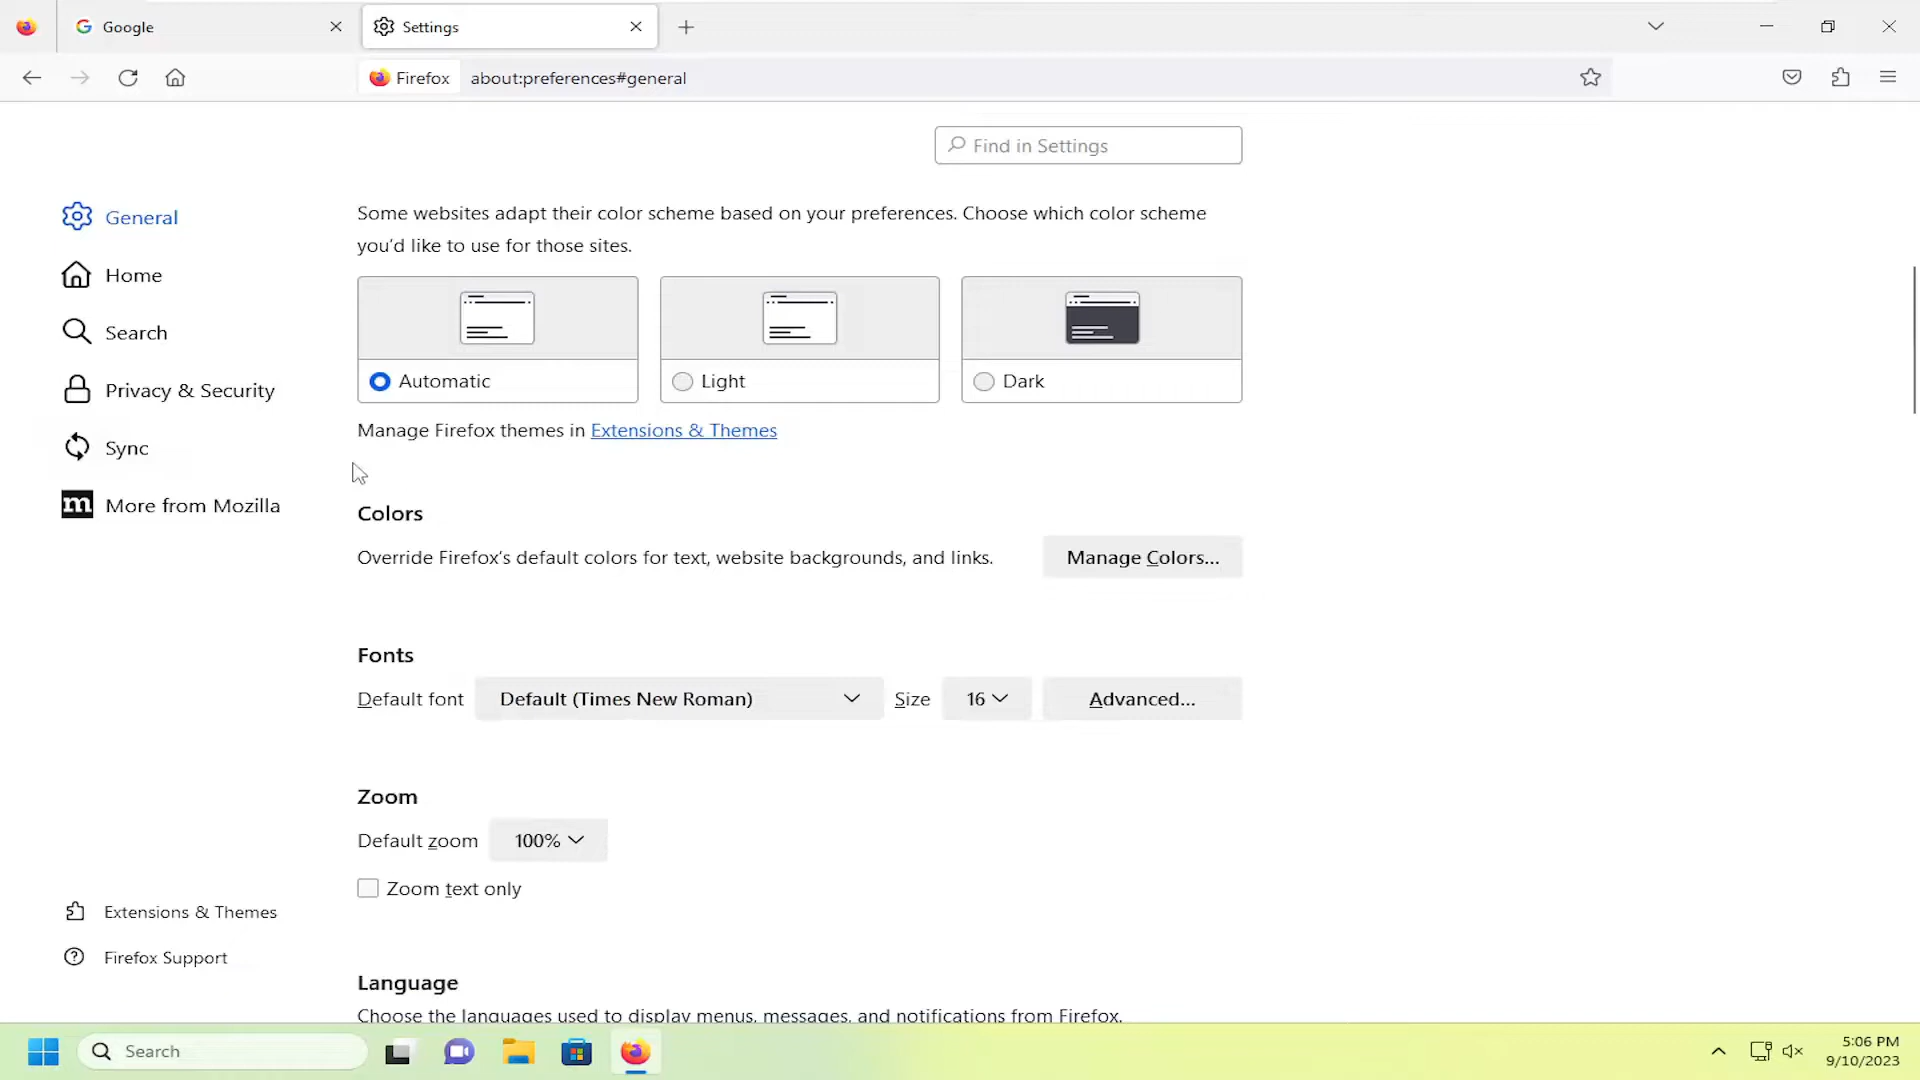 Google
Settings
Firefox
about:preferences#general
Find in Settings
General
Home
Search
Privacy & Security
Sync
More from Mozilla
Extensions & Themes
Firefox Support
Some websites adapt their color scheme based on your preferences. Choose which color scheme
you'd like to use for those sites.
Automatic
Light
Dark
Manage Firefox themes in Extensions & Themes
Colors
Override Firefox's default colors for text, website backgrounds, and links.
Manage Colors...
Fonts
Default font
Default (Times New Roman)
Size
16
Advanced...
Zoom
Default zoom
100%
Zoom text only
Language
Choose the languages used to display menus, messages, and notifications from Firefox.
Search
5:06 PM
9/10/2023